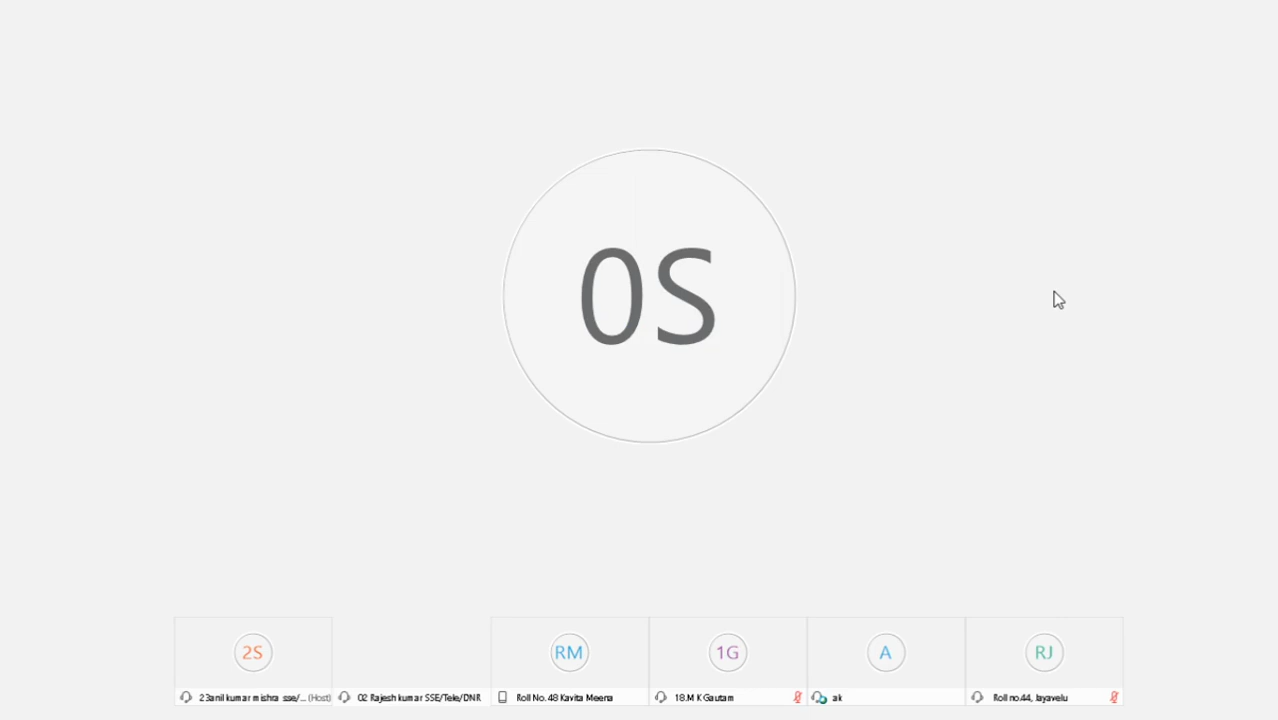 0S
2S
RM
1G
A
RJ
23anil kumar mishra sse/... (Host)
02 Rajesh kumar SSE/Tele/DNR
Roll No. 48 Kavita Meena
18.M K Gautam
ak
Roll no.44, Jayavelu